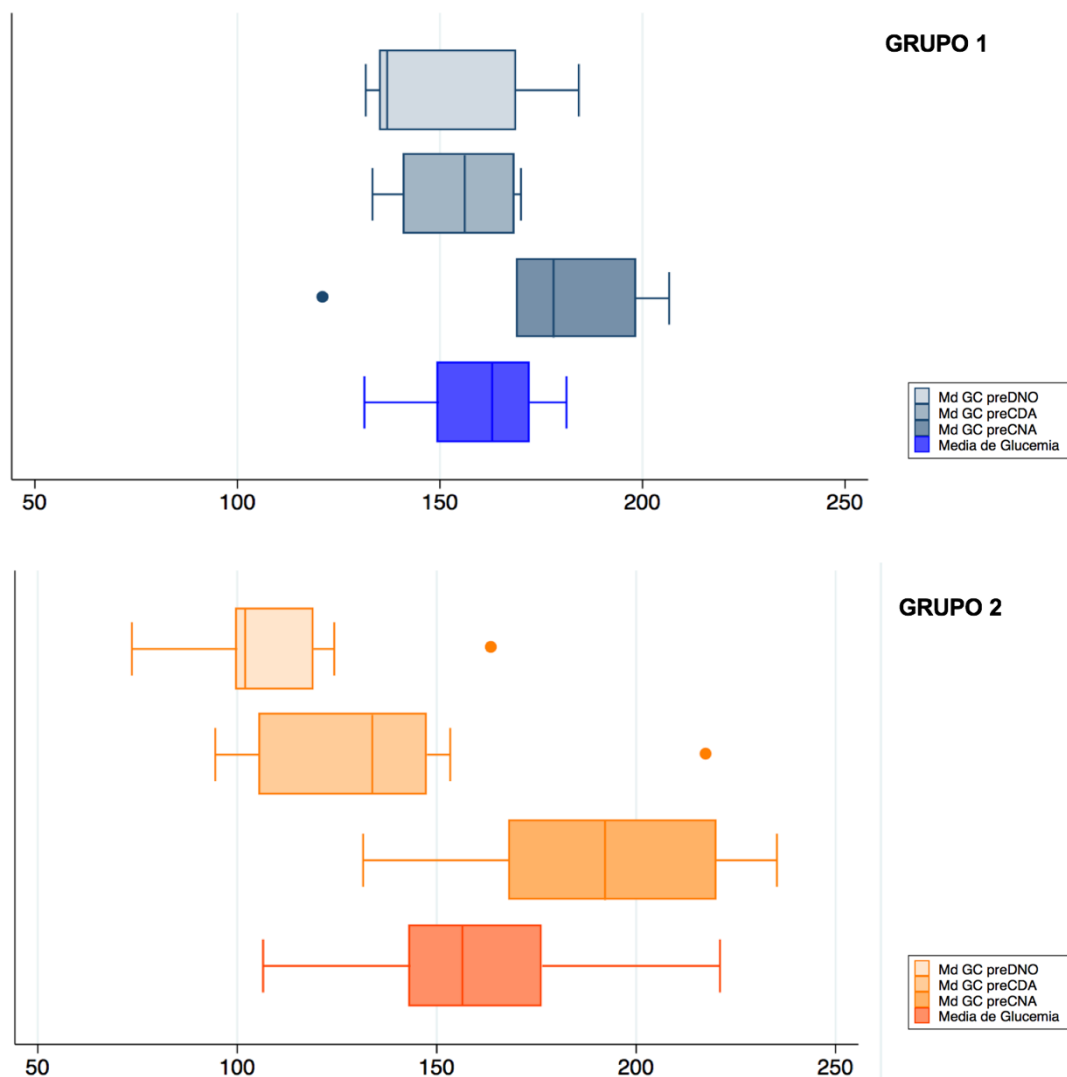 GRUPO 1
Md GC preDNO
Md GC preCDA
Md GC preCNA
Media de Glucemia
50 100 150 200 250
GRUPO 2
Md GC preDNO
Md GC preCDA
Md GC preCNA
Media de Glucemia
50 100 150 200 250